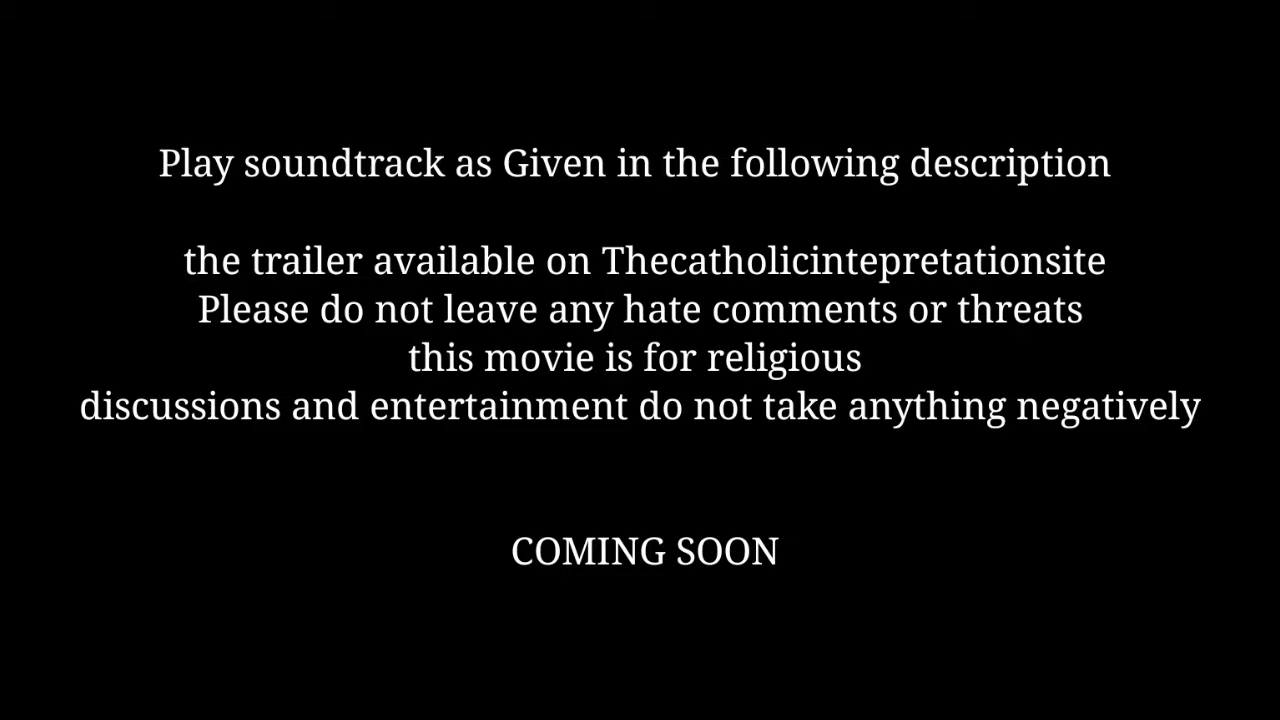 Play soundtrack as Given in the following description
the trailer available on Thecatholicintepretationsite
Please do not leave any hate comments or threats
this movie is for religious
discussions and entertainment do not take anything negatively
COMING SOON